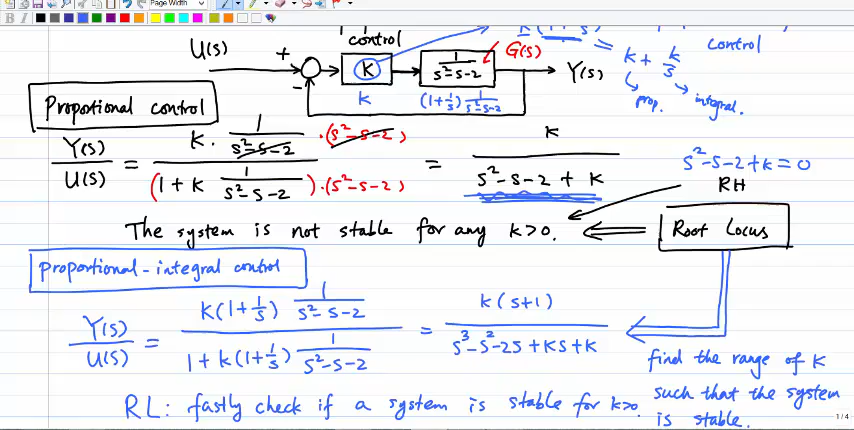 Page Width
B I
control
control
U(s)
+
-
K
1/(s²-s-2)
G(s)
Y(s)
= k + k/s
prop.
integral.
K
(1+1/s) 1/(s²-s-2)
Proportional control
Y(s)/U(s) = (K · 1/(s²-s-2) ·(s²-s-2)) / ((1 + K 1/(s²-s-2))·(s²-s-2)) = K/(s²-s-2 + K)
s²-s-2+k=0
RH
The system is not stable for any k>0.
Root Locus
proportional-integral control
Y(s)/U(s) = (K(1+1/s) 1/(s²-s-2)) / (1+k(1+1/s) 1/(s²-s-2)) = k(s+1)/(s³-s²-2s+ks+k)
find the range of K
such that the system
is stable.
RL: fastly check if a system is stable for k>0
1/4